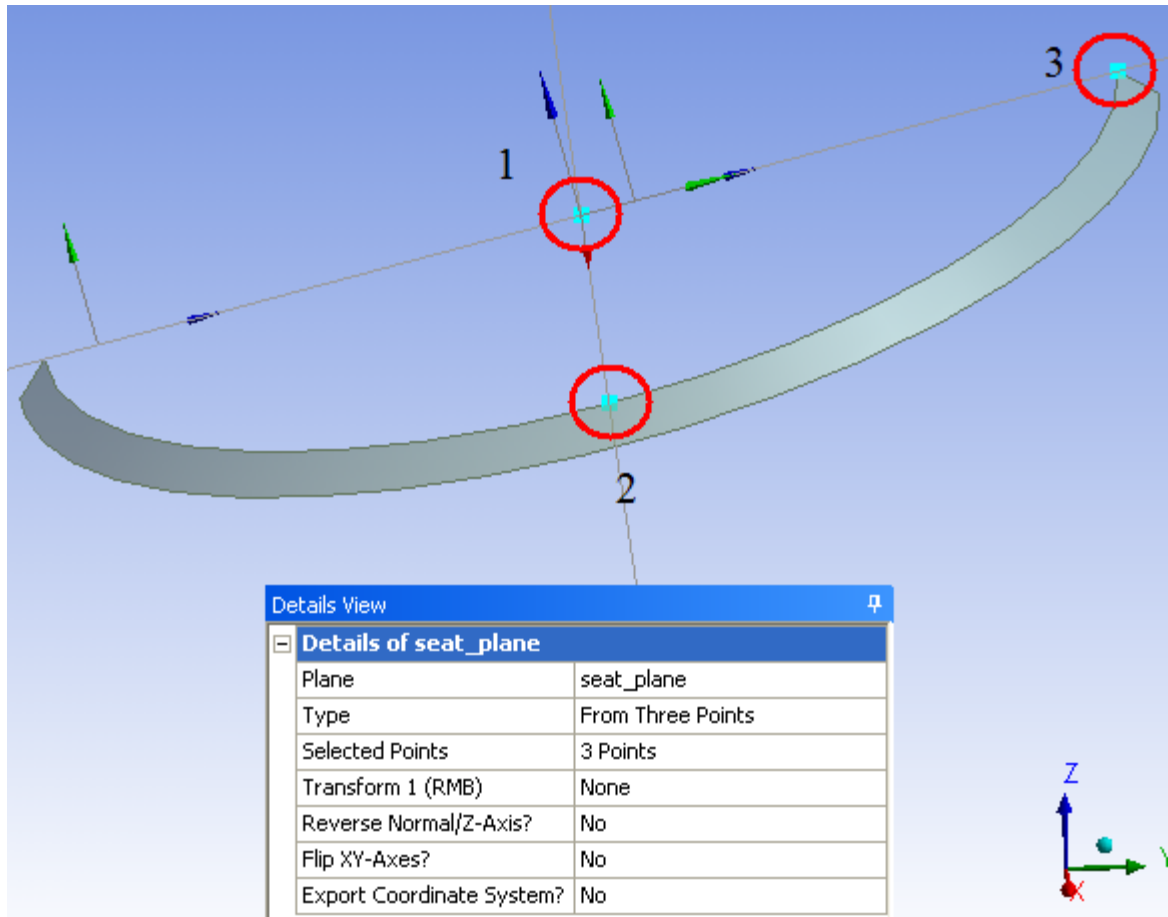 3
1
2
Details View
Details of seat_plane
Plane seat_plane
Type From Three Points
Selected Points 3 Points
Transform 1 (RMB) None
Reverse Normal/Z-Axis? No
Flip XY-Axes? No
Export Coordinate System? No
Z
Y
X